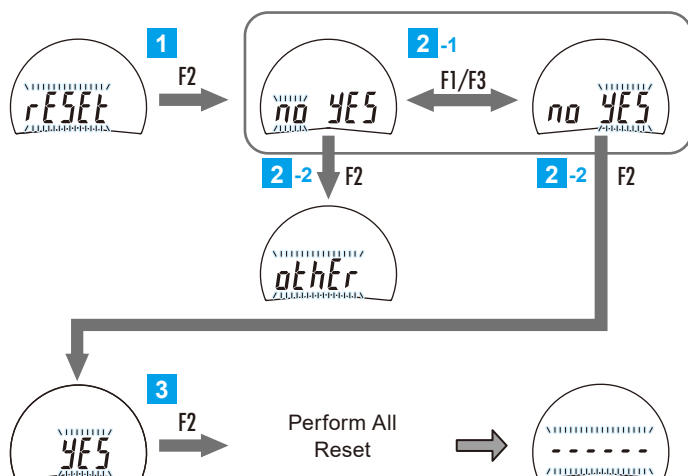 1
F2
rESEt
no YES
2 -1
F1/F3
no YES
2 -2 F2
2 -2 F2
othEr
3
F2
YES
Perform All
Reset
- - - - - -